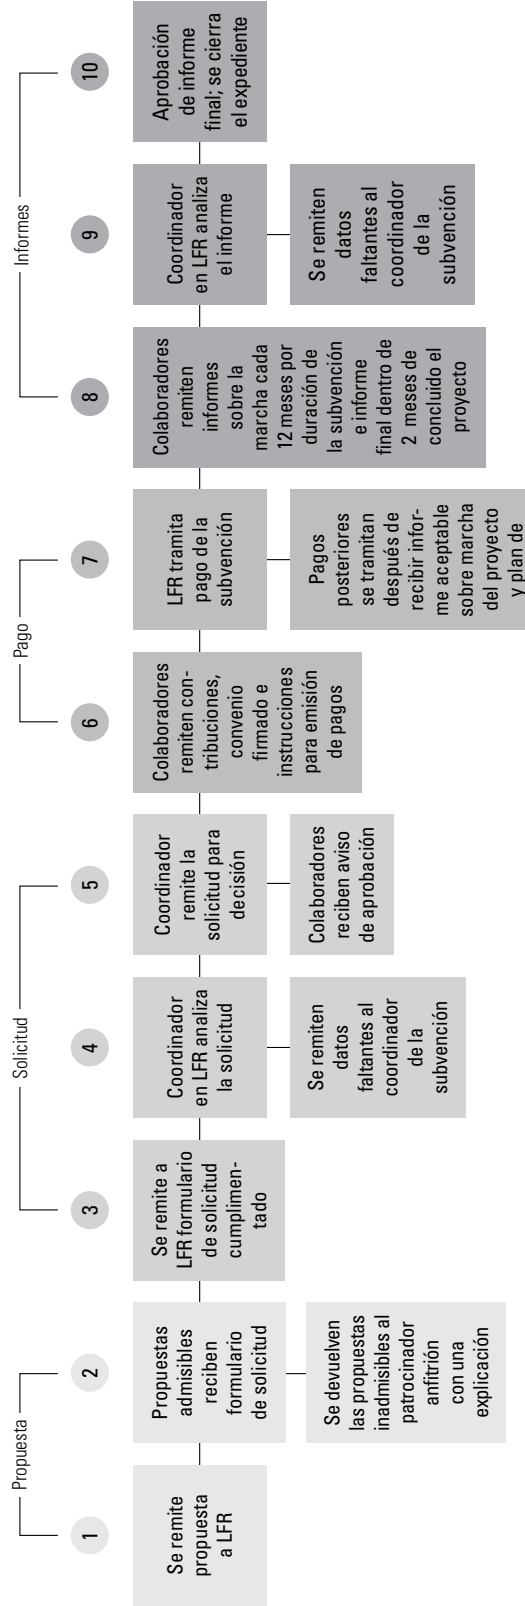 Propuesta
1
Se remite
propuesta
a LFR
2
Propuestas
admisibles
reciben
formulario
de solicitud
Se devuelven
las propuestas
inadmisibles al
patrocinador
anfitrión
con una
explicación
Solicitud
3
Se remite a
LFR formulario
de solicitud
cumplimen-
tado
4
Coordinador
en LFR analiza
la solicitud
Se remiten
datos
faltantes al
coordinador
de la
subvención
5
Coordinador
remite la
solicitud para
decisión
Colaboradores
reciben aviso
de aprobación
Pago
6
Colaboradores
remiten con-
tribuciones,
convenio
firmado e
instrucciones
para emisión
de pagos
7
LFR tramita
pago de la
subvención
Pagos
posteriores
se tramitan
después de
recibir infor-
me aceptable
sobre marcha
del proyecto
y plan de
Informes
8
Colaboradores
remiten
informes
sobre la
marcha cada
12 meses por
duración de
la subvención
e informe
final dentro de
2 meses de
concluido el
proyecto
9
Coordinador
en LFR analiza
el informe
Se remiten
datos
faltantes al
coordinador
de la
subvención
10
Aprobación
de informe
final; se cierra
el expediente